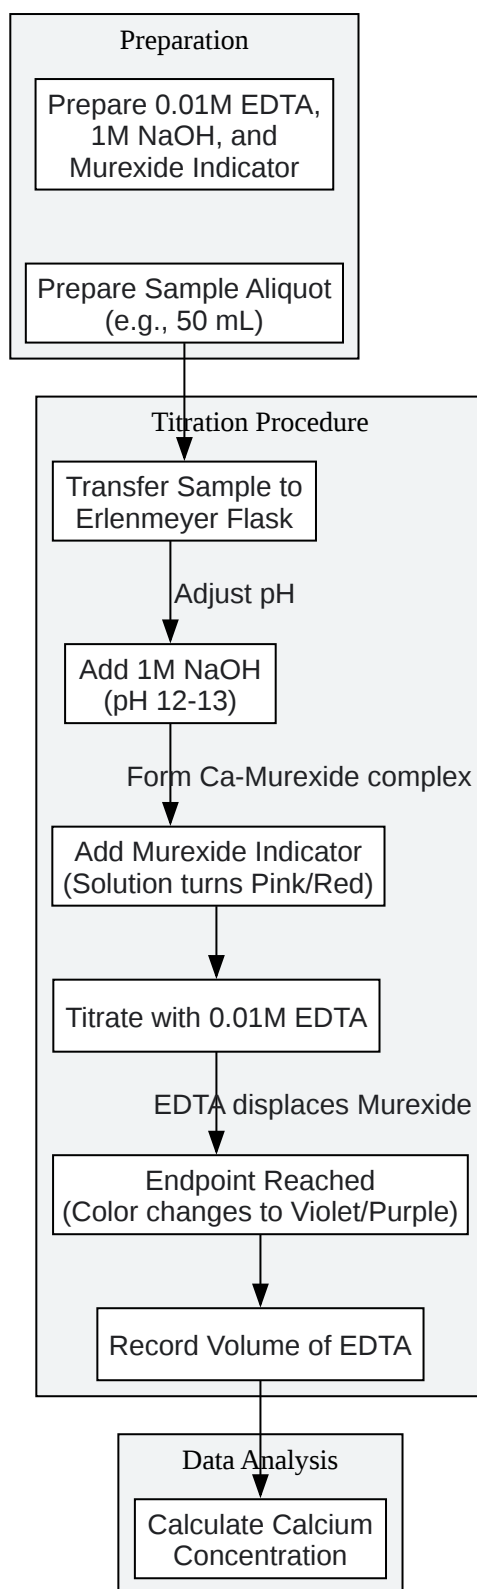 Preparation
Prepare 0.01M EDTA,
1M NaOH, and
Murexide Indicator
Prepare Sample Aliquot
(e.g., 50 mL)
Titration Procedure
Transfer Sample to
Erlenmeyer Flask
Adjust pH
Add 1M NaOH
(pH 12-13)
Form Ca-Murexide complex
Add Murexide Indicator
(Solution turns Pink/Red)
Titrate with 0.01M EDTA
EDTA displaces Murexide
Endpoint Reached
(Color changes to Violet/Purple)
Record Volume of EDTA
Data Analysis
Calculate Calcium
Concentration